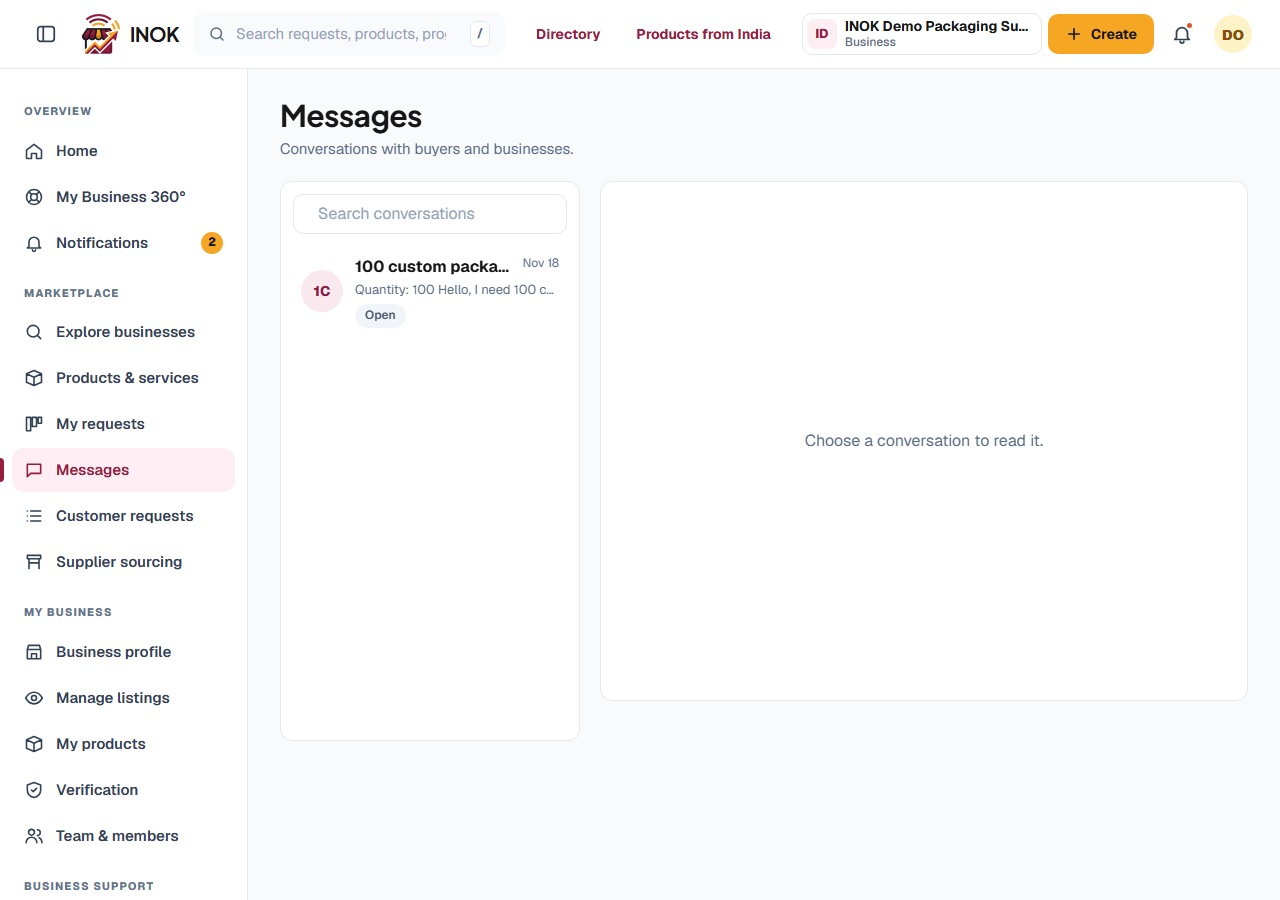 INOK
Search requests, products, pro
/
Directory
Products from India
ID
INOK Demo Packaging Su...
Business
Create
DO
OVERVIEW
Home
My Business 360°
Notifications
2
MARKETPLACE
Explore businesses
Products & services
My requests
Messages
Customer requests
Supplier sourcing
MY BUSINESS
Business profile
Manage listings
My products
Verification
Team & members
BUSINESS SUPPORT
Messages
Conversations with buyers and businesses.
Search conversations
1C
100 custom packa...
Nov 18
Quantity: 100 Hello, I need 100 c...
Open
Choose a conversation to read it.